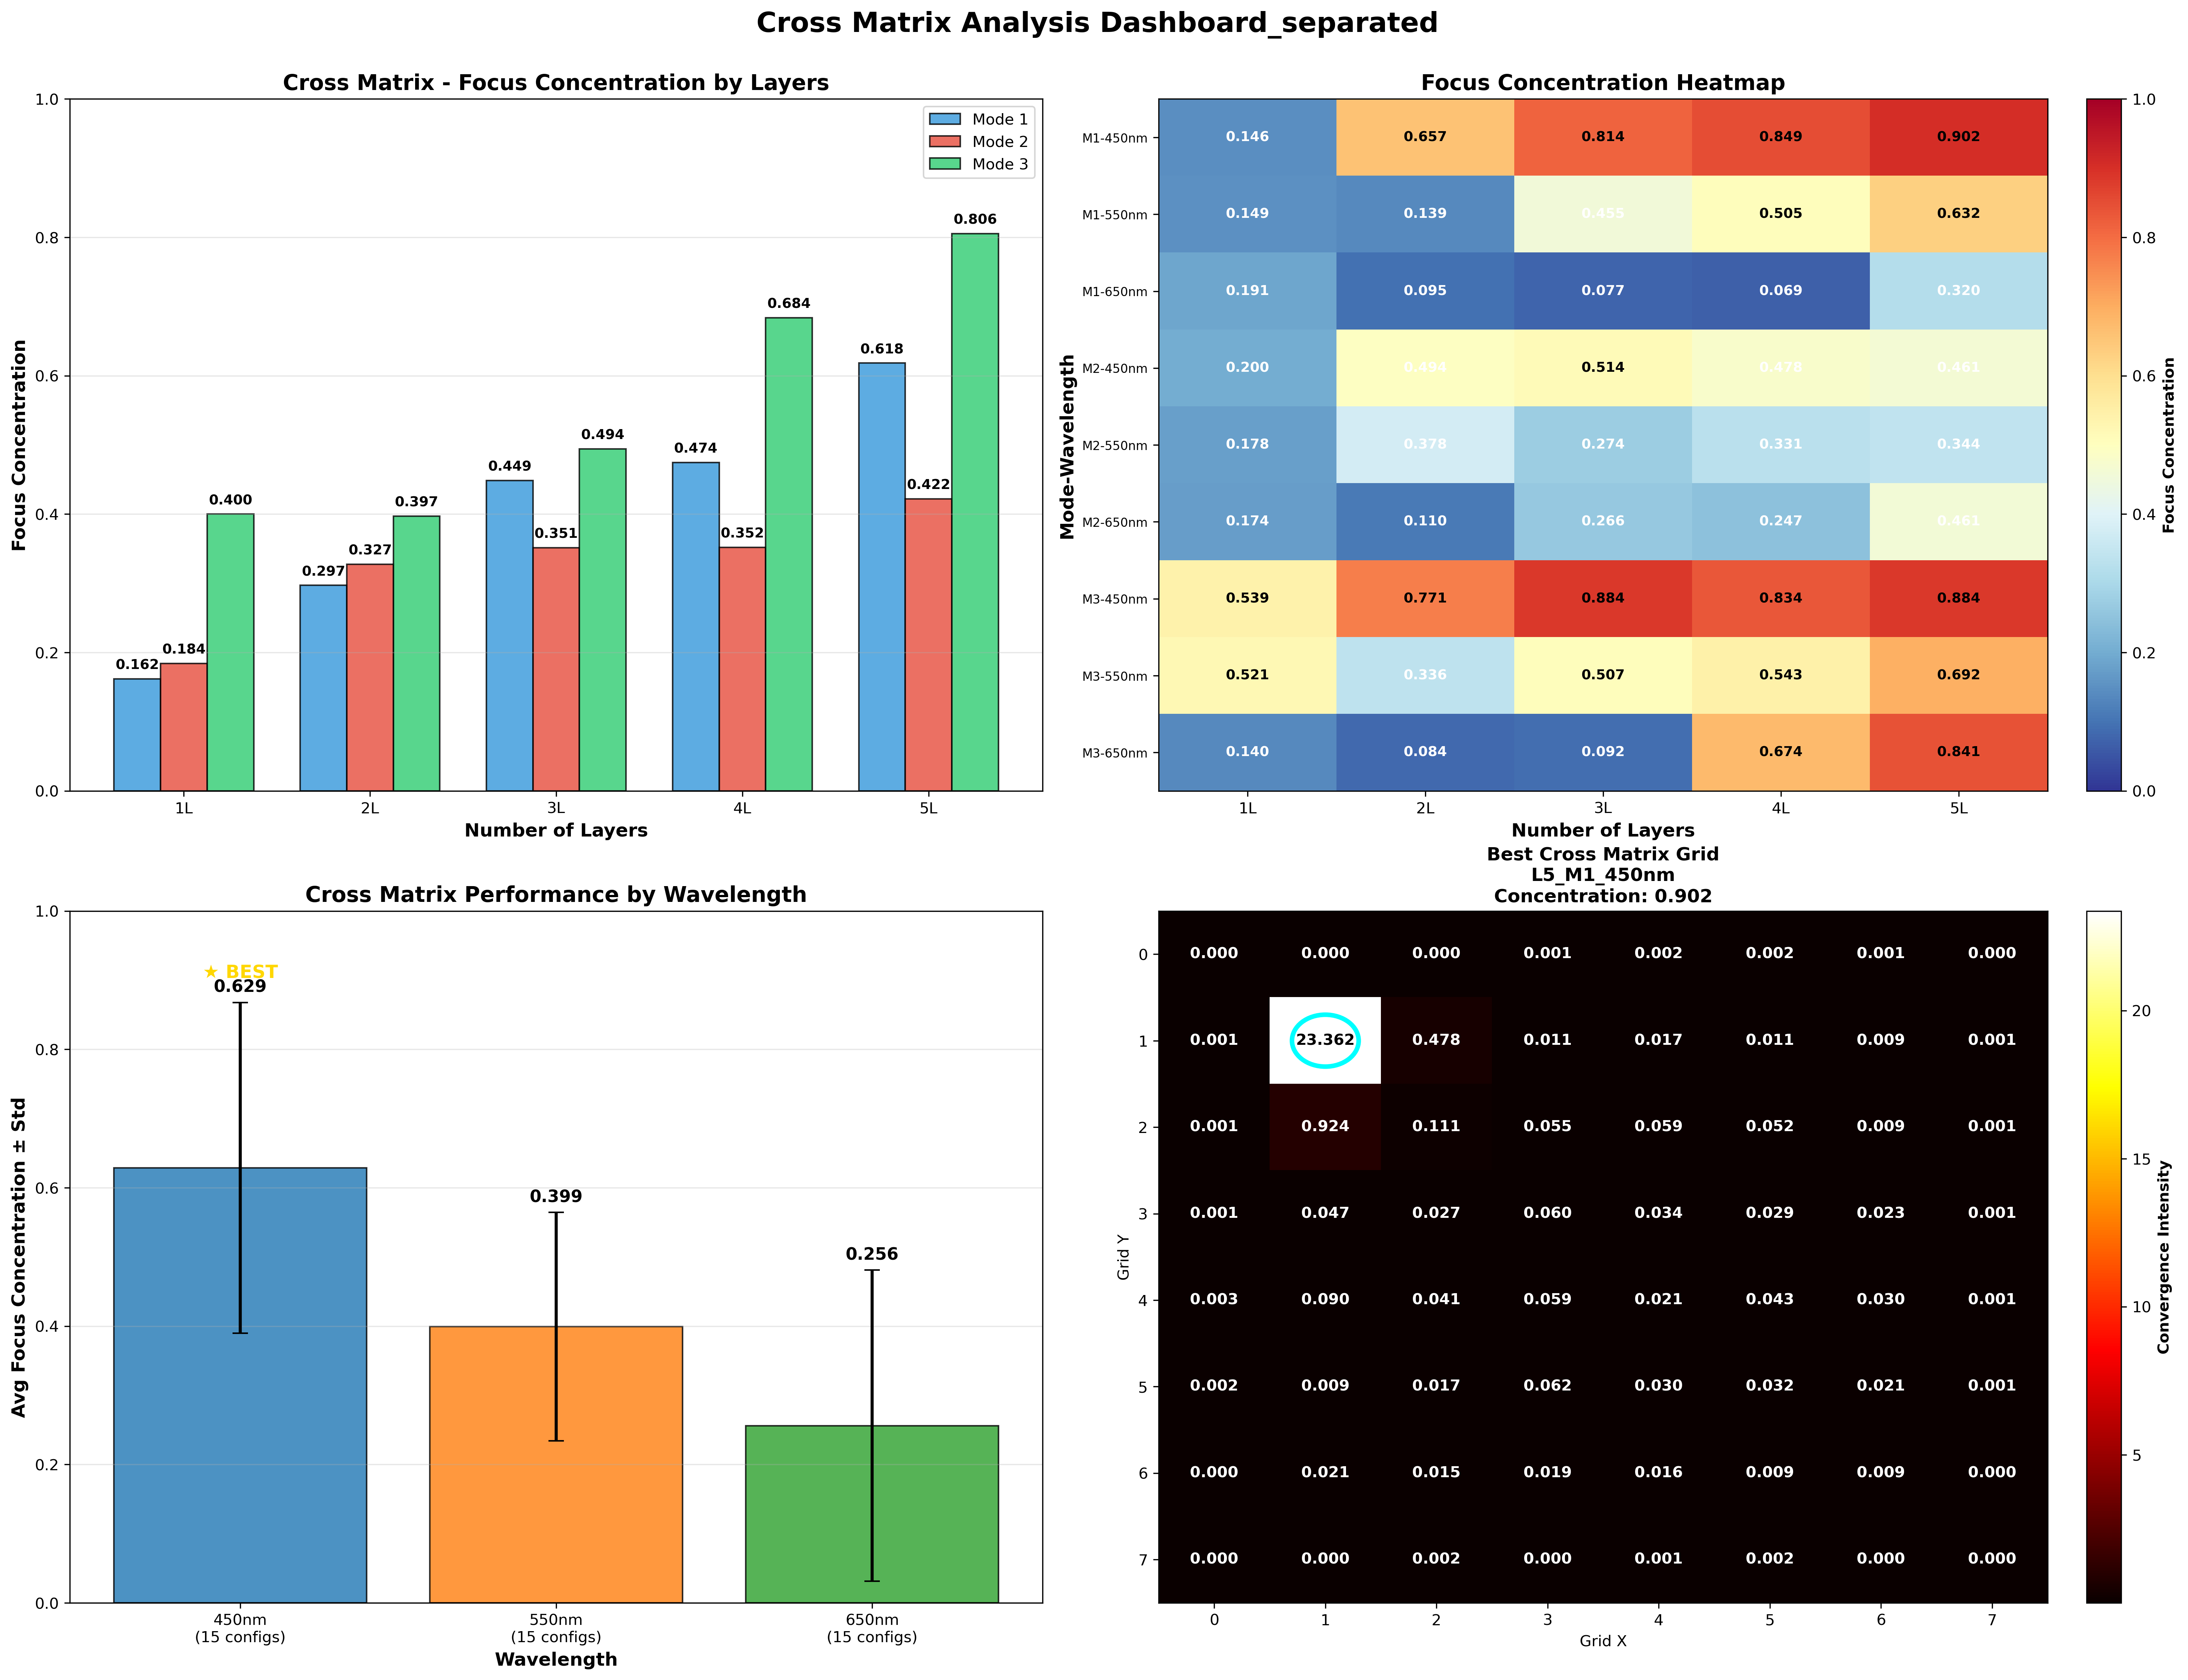 Cross Matrix Analysis Dashboard_separated
Cross Matrix - Focus Concentration by Layers
Focus Concentration
1.0
0.8
0.6
0.4
0.2
0.0
Mode 1
Mode 2
Mode 3
0.162
0.184
0.400
0.297
0.327
0.397
0.449
0.351
0.494
0.474
0.352
0.684
0.618
0.422
0.806
1L 2L 3L 4L 5L
Number of Layers
Focus Concentration Heatmap
Mode-Wavelength
M1-450nm 0.146 0.657 0.814 0.849 0.902
M1-550nm 0.149 0.139 0.455 0.505 0.632
M1-650nm 0.191 0.095 0.077 0.069 0.320
M2-450nm 0.200 0.494 0.514 0.478 0.461
M2-550nm 0.178 0.378 0.274 0.331 0.344
M2-650nm 0.174 0.110 0.266 0.247 0.461
M3-450nm 0.539 0.771 0.884 0.834 0.884
M3-550nm 0.521 0.336 0.507 0.543 0.692
M3-650nm 0.140 0.084 0.092 0.674 0.841
1L 2L 3L 4L 5L
Number of Layers
1.0
0.8
0.6
0.4
0.2
0.0
Focus Concentration
Cross Matrix Performance by Wavelength
Avg Focus Concentration ± Std
1.0
0.8
0.6
0.4
0.2
0.0
★ BEST
0.629
0.399
0.256
450nm
(15 configs)
550nm
(15 configs)
650nm
(15 configs)
Wavelength
Best Cross Matrix Grid
L5_M1_450nm
Concentration: 0.902
Grid Y
0 0.000 0.000 0.000 0.001 0.002 0.002 0.001 0.000
1 0.001 23.362 0.478 0.011 0.017 0.011 0.009 0.001
2 0.001 0.924 0.111 0.055 0.059 0.052 0.009 0.001
3 0.001 0.047 0.027 0.060 0.034 0.029 0.023 0.001
4 0.003 0.090 0.041 0.059 0.021 0.043 0.030 0.001
5 0.002 0.009 0.017 0.062 0.030 0.032 0.021 0.001
6 0.000 0.021 0.015 0.019 0.016 0.009 0.009 0.000
7 0.000 0.000 0.002 0.000 0.001 0.002 0.000 0.000
0 1 2 3 4 5 6 7
Grid X
20
15
10
5
Convergence Intensity